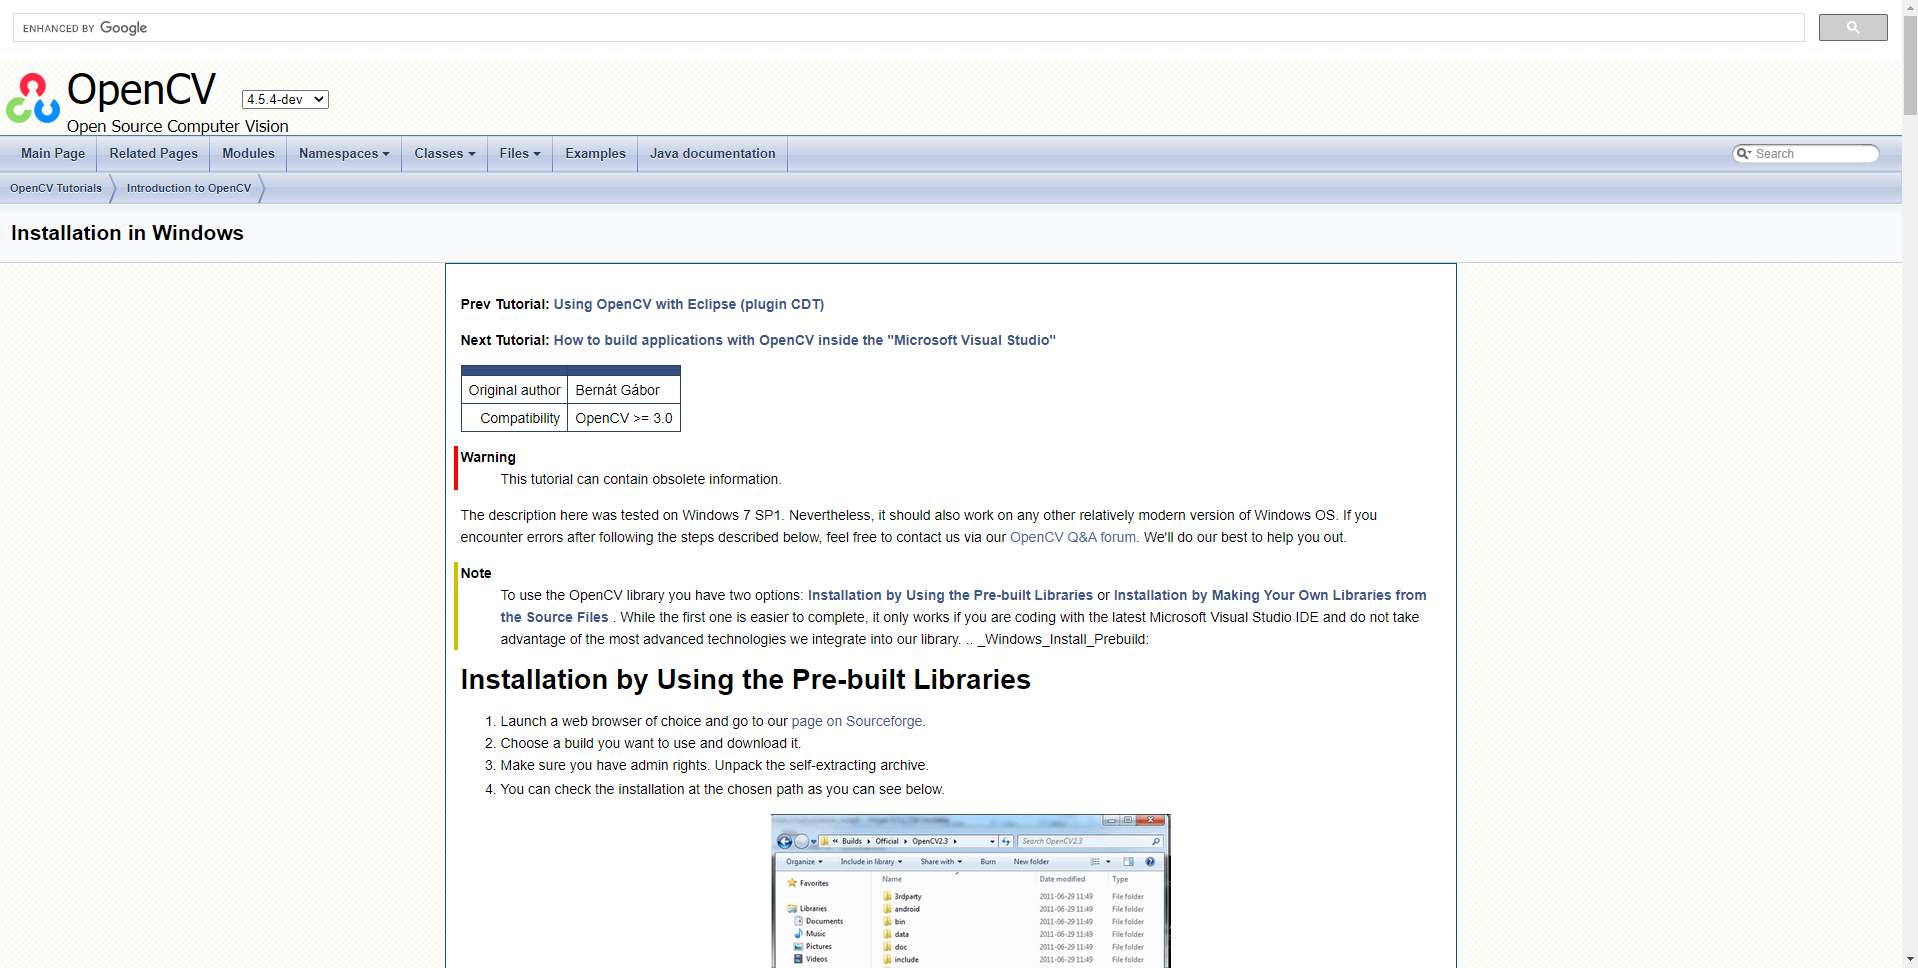 ENHANCED BY Google
OpenCV 4.5.4-dev
Open Source Computer Vision
Main Page Related Pages Modules Namespaces Classes Files Examples Java documentation Search
OpenCV Tutorials Introduction to OpenCV
Installation in Windows
Prev Tutorial: Using OpenCV with Eclipse (plugin CDT)
Next Tutorial: How to build applications with OpenCV inside the "Microsoft Visual Studio"
Original author Bernát Gábor
Compatibility OpenCV >= 3.0
Warning
This tutorial can contain obsolete information.
The description here was tested on Windows 7 SP1. Nevertheless, it should also work on any other relatively modern version of Windows OS. If you
encounter errors after following the steps described below, feel free to contact us via our OpenCV Q&A forum. We'll do our best to help you out.
Note
To use the OpenCV library you have two options: Installation by Using the Pre-built Libraries or Installation by Making Your Own Libraries from
the Source Files . While the first one is easier to complete, it only works if you are coding with the latest Microsoft Visual Studio IDE and do not take
advantage of the most advanced technologies we integrate into our library. .. _Windows_Install_Prebuild:
Installation by Using the Pre-built Libraries
1. Launch a web browser of choice and go to our page on Sourceforge.
2. Choose a build you want to use and download it.
3. Make sure you have admin rights. Unpack the self-extracting archive.
4. You can check the installation at the chosen path as you can see below.
« Builds Official OpenCV2.3 Search OpenCV2.3
Organize Include in library Share with Burn New folder
Name Date modified Type
Favorites
3rdparty 2011-06-29 11:49 File folder
Libraries android 2011-06-29 11:49 File folder
Documents bin 2011-06-29 11:49 File folder
Music data 2011-06-29 11:49 File folder
Pictures doc 2011-06-29 11:49 File folder
Videos include 2011-06-29 11:49 File folder